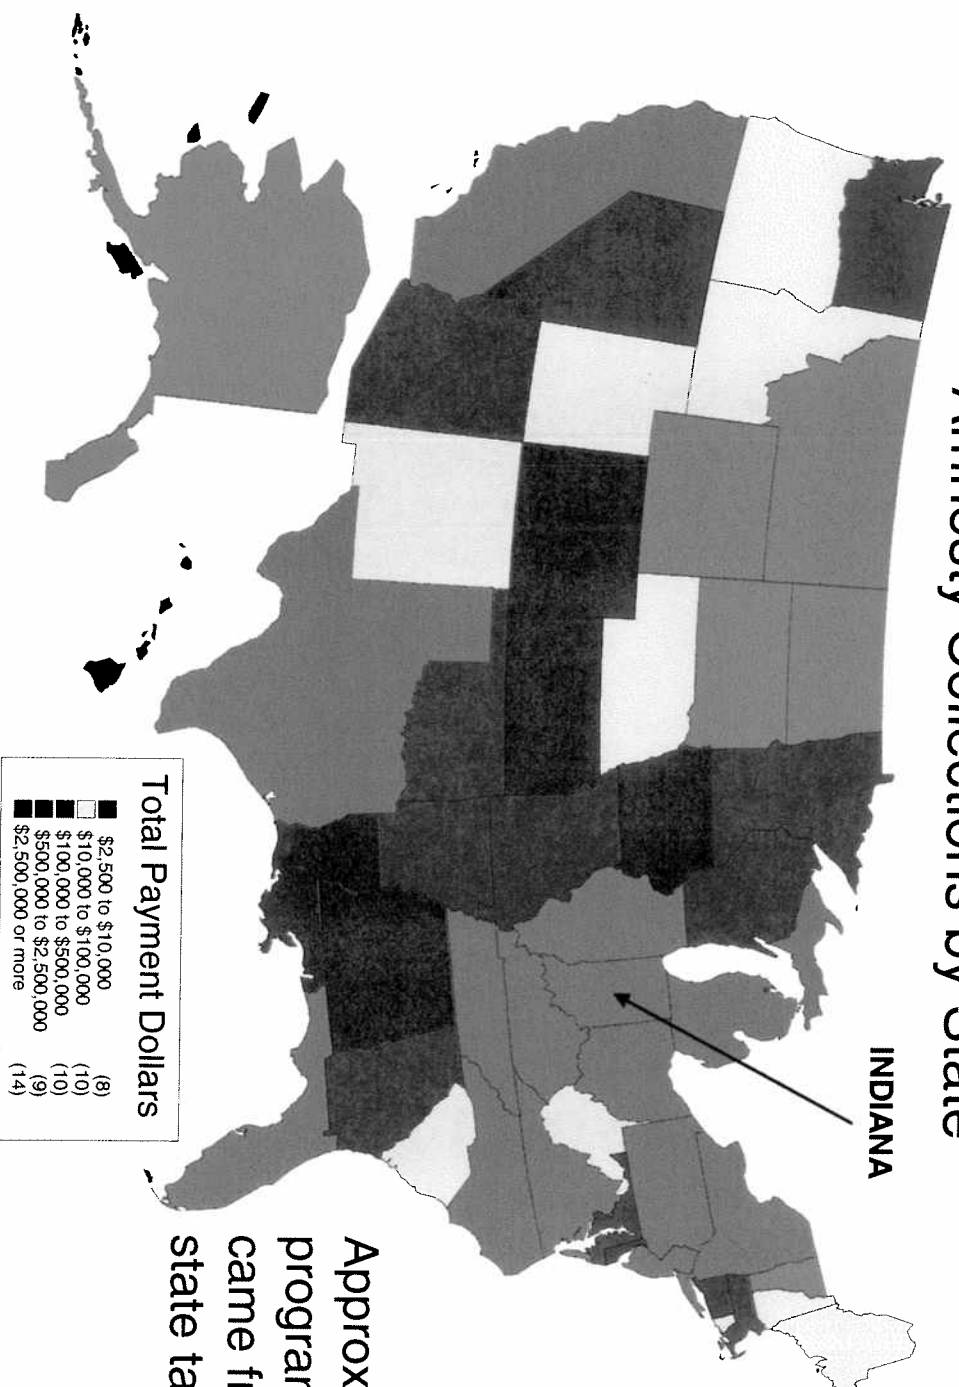 Amnesty Collections by State
INDIANA
Total Payment Dollars
$2,500 to $10,000 (8)
$10,000 to $100,000 (10)
$100,000 to $500,000 (10)
$500,000 to $2,500,000 (9)
$2,500,000 or more (14)
Approx
program
came f
state ta